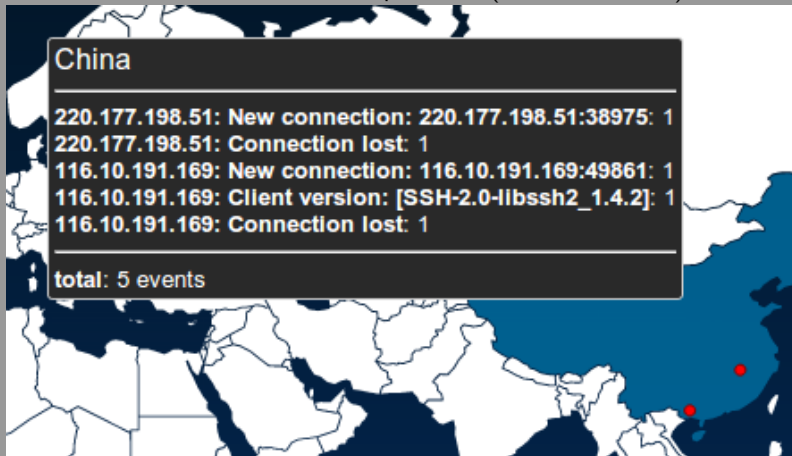 China
220.177.198.51: New connection: 220.177.198.51:38975: 1
220.177.198.51: Connection lost: 1
116.10.191.169: New connection: 116.10.191.169:49861: 1
116.10.191.169: Client version: [SSH-2.0-libssh2_1.4.2]: 1
116.10.191.169: Connection lost: 1
total: 5 events